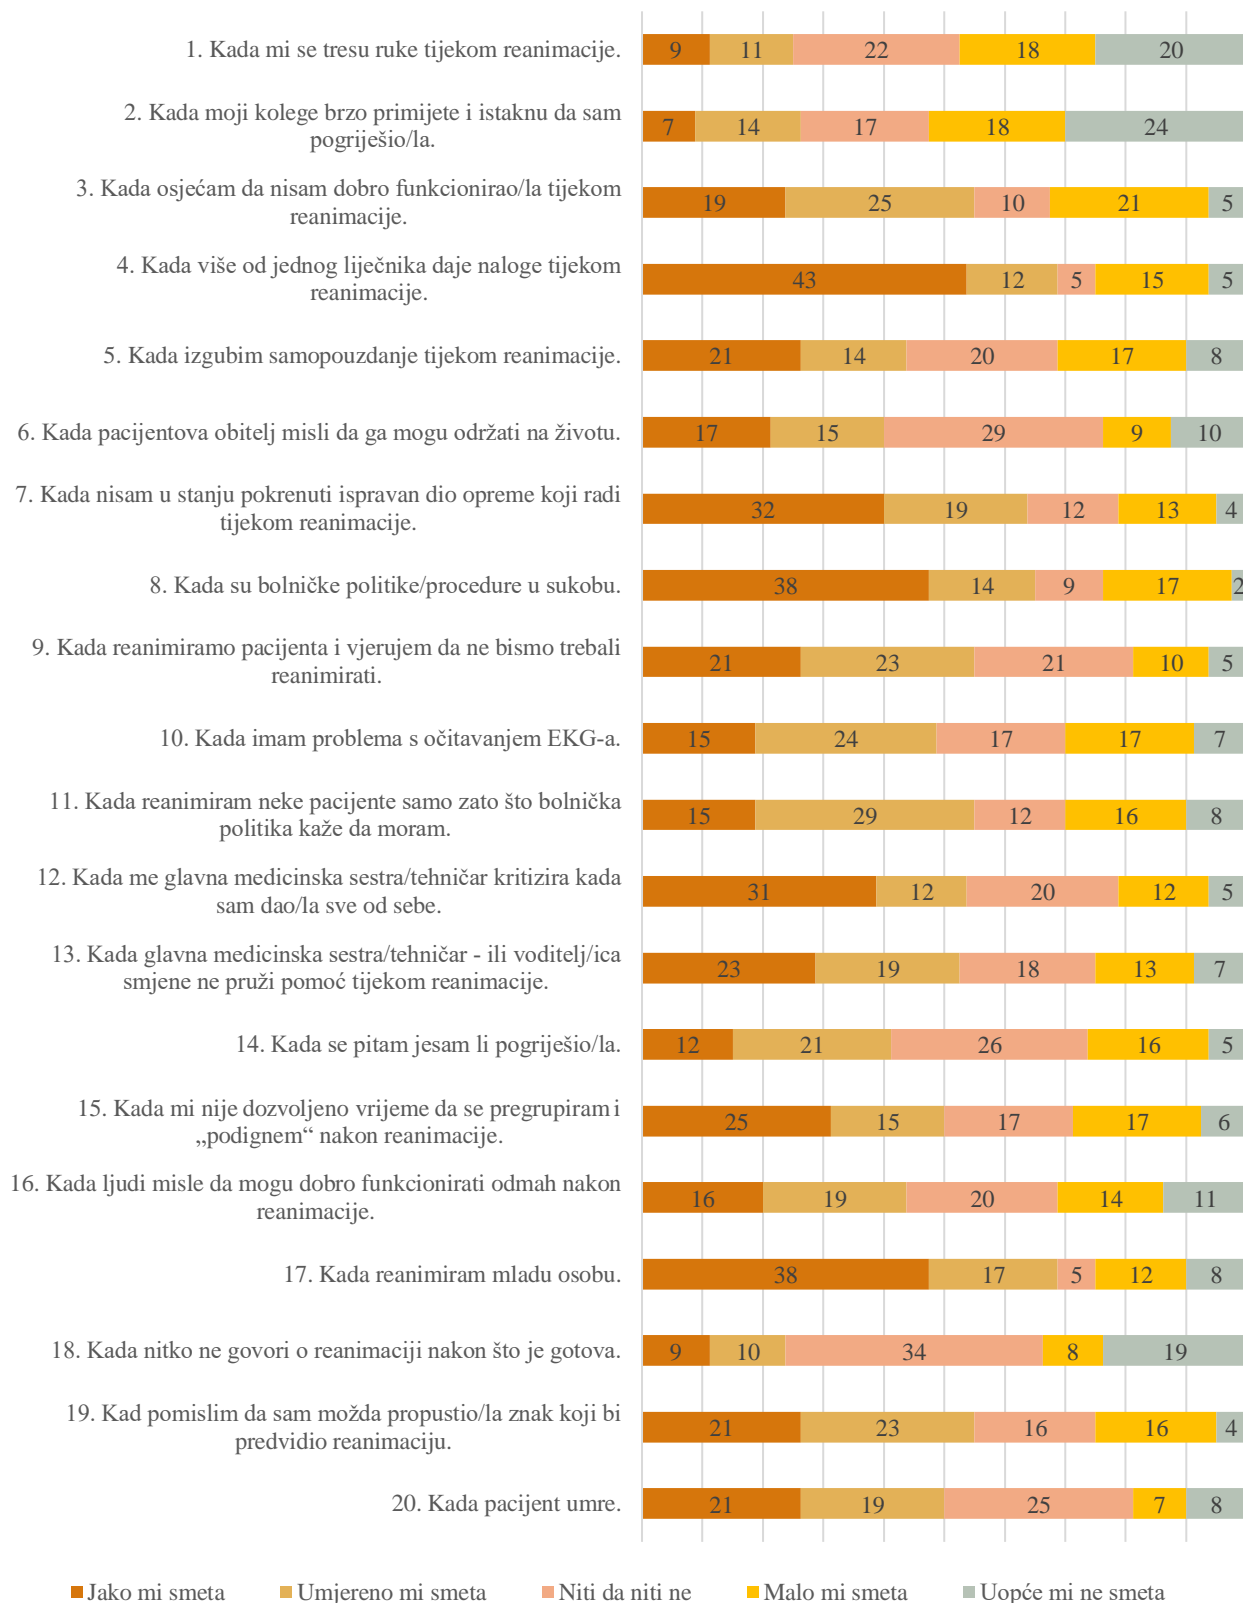 1. Kada mi se tresu ruke tijekom reanimacije.
9 11 22 18 20
2. Kada moji kolege brzo primijete i istaknu da sam
pogriješio/la.
7 14 17 18 24
3. Kada osjećam da nisam dobro funkcionirao/la tijekom
reanimacije.
19 25 10 21 5
4. Kada više od jednog liječnika daje naloge tijekom
reanimacije.
43 12 5 15 5
5. Kada izgubim samopouzdanje tijekom reanimacije.
21 14 20 17 8
6. Kada pacijentova obitelj misli da ga mogu održati na životu.
17 15 29 9 10
7. Kada nisam u stanju pokrenuti ispravan dio opreme koji radi
tijekom reanimacije.
32 19 12 13 4
8. Kada su bolničke politike/procedure u sukobu.
38 14 9 17 2
9. Kada reanimiramo pacijenta i vjerujem da ne bismo trebali
reanimirati.
21 23 21 10 5
10. Kada imam problema s očitavanjem EKG-a.
15 24 17 17 7
11. Kada reanimiram neke pacijente samo zato što bolnička
politika kaže da moram.
15 29 12 16 8
12. Kada me glavna medicinska sestra/tehničar kritizira kada
sam dao/la sve od sebe.
31 12 20 12 5
13. Kada glavna medicinska sestra/tehničar - ili voditelj/ica
smjene ne pruži pomoć tijekom reanimacije.
23 19 18 13 7
14. Kada se pitam jesam li pogriješio/la.
12 21 26 16 5
15. Kada mi nije dozvoljeno vrijeme da se pregrupiram i
„podignem“ nakon reanimacije.
25 15 17 17 6
16. Kada ljudi misle da mogu dobro funkcionirati odmah nakon
reanimacije.
16 19 20 14 11
17. Kada reanimiram mladu osobu.
38 17 5 12 8
18. Kada nitko ne govori o reanimaciji nakon što je gotova.
9 10 34 8 19
19. Kad pomislim da sam možda propustio/la znak koji bi
predvidio reanimaciju.
21 23 16 16 4
20. Kada pacijent umre.
21 19 25 7 8
Jako mi smeta Umjereno mi smeta Niti da niti ne Malo mi smeta Uopće mi ne smeta